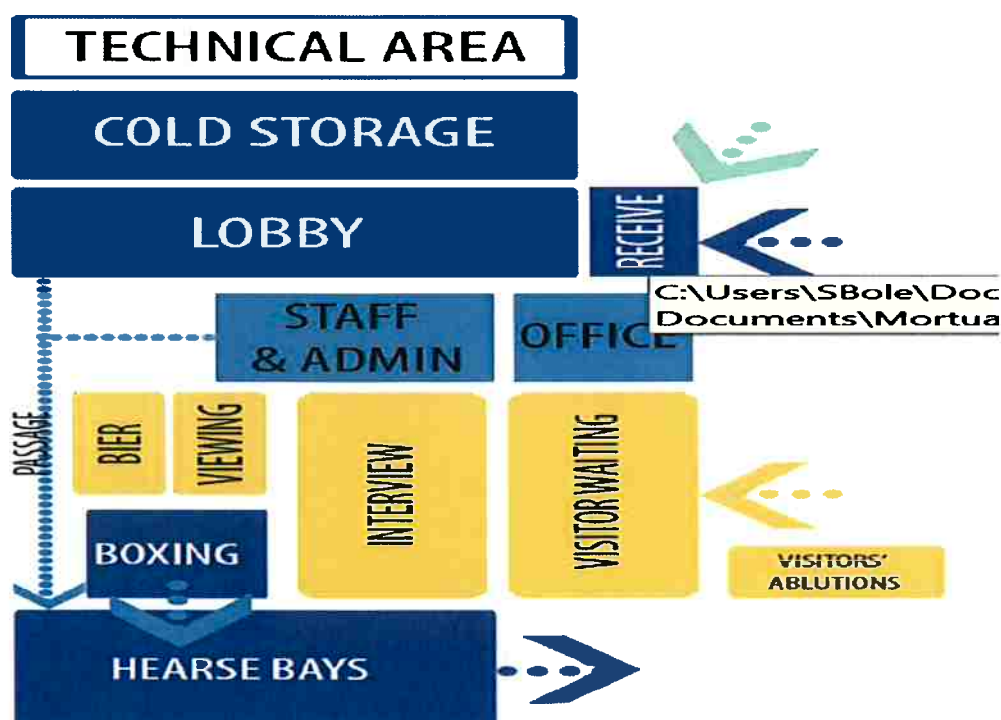 TECHNICAL AREA
COLD STORAGE
LOBBY
RECEIVE
C:\Users\SBole\Doc
Documents\Mortua
STAFF
& ADMIN
OFFICE
PASSAGE
BIER
VIEWING
INTERVIEW
VISITOR WAITING
BOXING
VISITORS'
ABLUTIONS
HEARSE BAYS